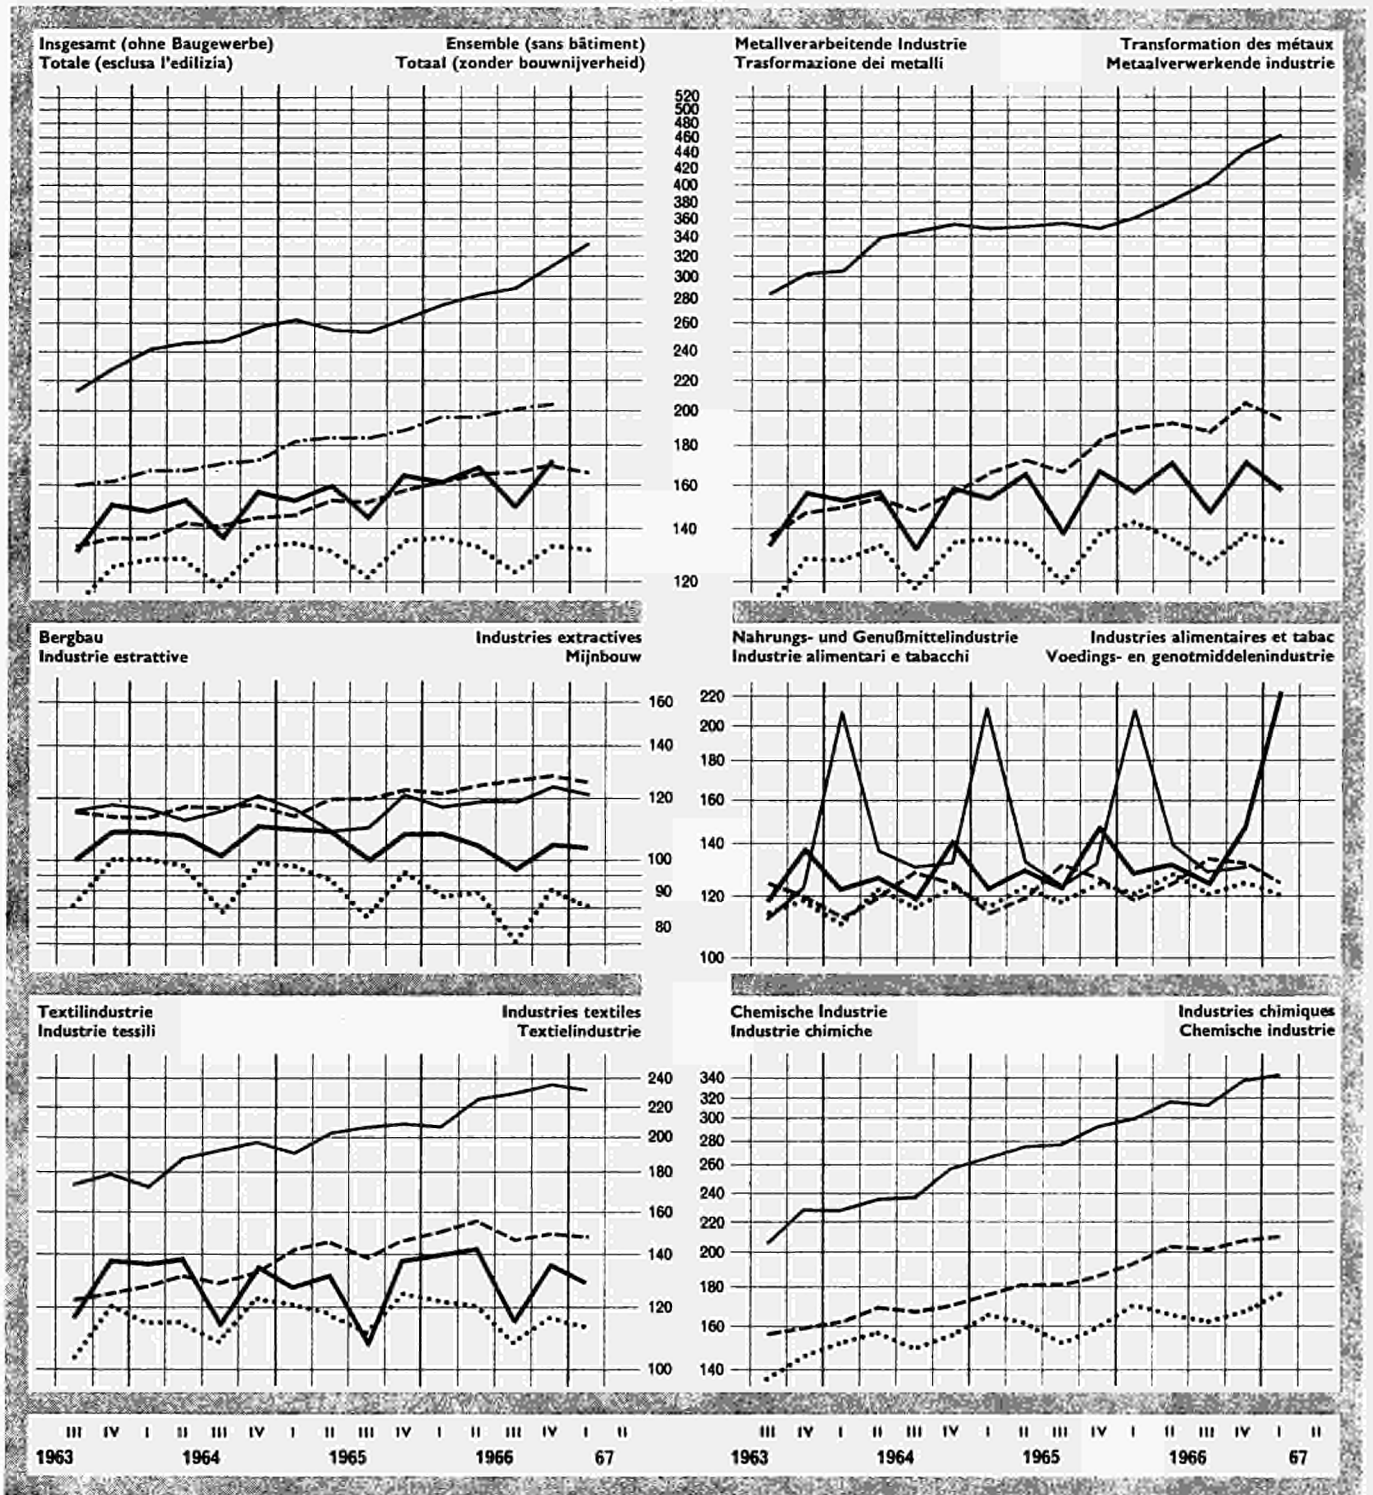 Insgesamt (ohne Baugewerbe)
Totale (esclusa l'edilizia)
Ensemble (sans bâtiment)
Totaal (zonder bouwnijverheid)
Metallverarbeitende Industrie
Trasformazione dei metalli
Transformation des métaux
Metaalverwerkende industrie
520
500
480
460
440
420
400
380
360
340
320
300
280
260
240
220
200
180
160
140
120
Bergbau
Industrie estrattive
Industries extractives
Mijnbouw
160
140
120
100
90
80
Nahrungs- und Genußmittelindustrie
Industrie alimentari e tabacchi
Industries alimentaires et tabac
Voedings- en genotmiddelenindustrie
220
200
180
160
140
120
100
Textilindustrie
Industrie tessili
Industries textiles
Textielindustrie
240
220
200
180
160
140
120
100
Chemische Industrie
Industrie chimiche
Industries chimiques
Chemische industrie
340
320
300
280
260
240
220
200
180
160
140
III IV I II III IV I II III IV I II III IV I II
1963 1964 1965 1966 67
III IV I II III IV I II III IV I II III IV I II
1963 1964 1965 1966 67